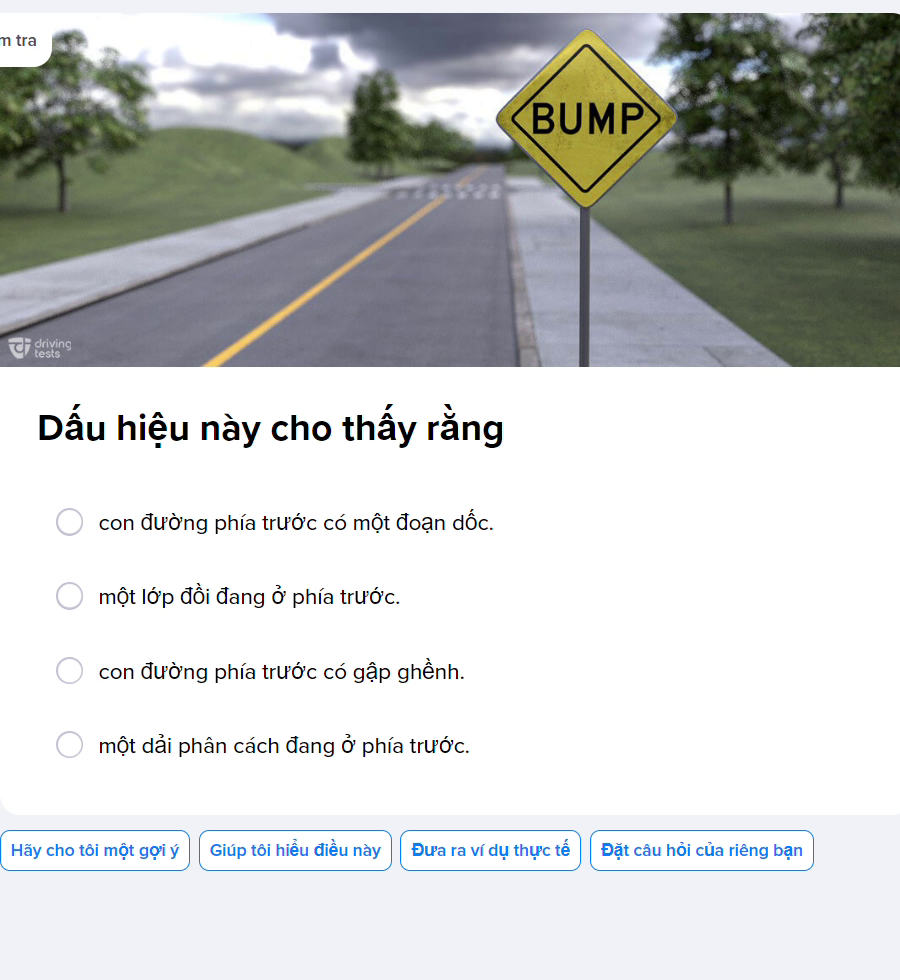 m tra
BUMP
driving
tests
Dấu hiệu này cho thấy rằng
con đường phía trước có một đoạn dốc.
một lớp đồi đang ở phía trước.
con đường phía trước có gập ghềnh.
một dải phân cách đang ở phía trước.
Hãy cho tôi một gợi ý
Giúp tôi hiểu điều này
Đưa ra ví dụ thực tế
Đặt câu hỏi của riêng bạn